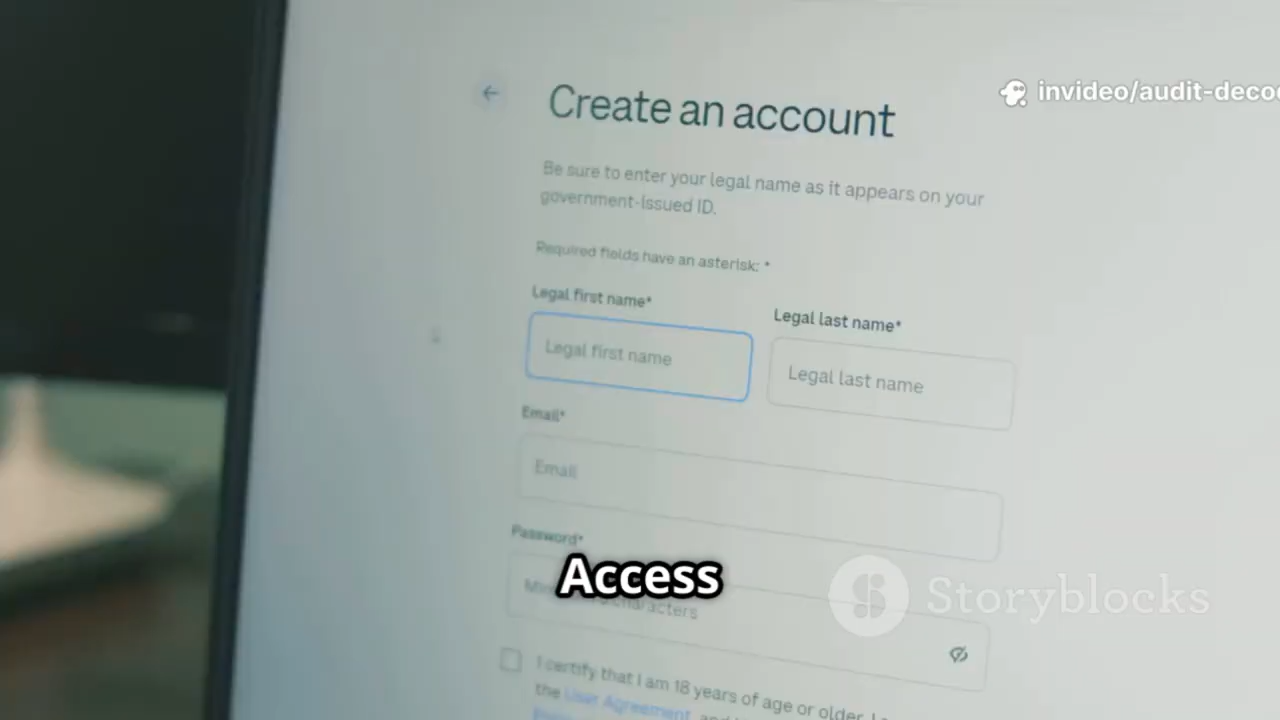 invideo/audit-deco
Create an account
Be sure to enter your legal name as it appears on your
government-issued ID.
Required fields have an asterisk: *
Legal first name*
Legal last name*
Legal first name
Legal last name
Email*
Email
Password*
Access
characters
Storyblocks
I certify that I am 18 years of age or older, I
the User Agreement, and